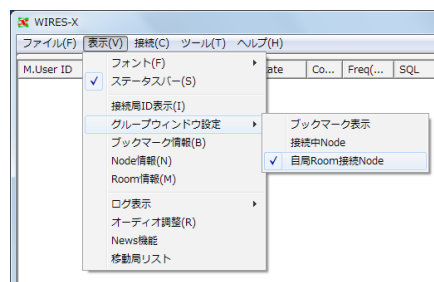 WIRES-X
ファイル(F) 表示(V) 接続(C) ツール(T) ヘルプ(H)
M.User ID ate Co... Freq(... SQL
フォント(F)
ステータスバー(S)
接続局ID表示(I)
グループウィンドウ設定
ブックマーク情報(B)
Node情報(N)
Room情報(M)
ログ表示
オーディオ調整(R)
News機能
移動局リスト
ブックマーク表示
接続中Node
自局Room接続Node